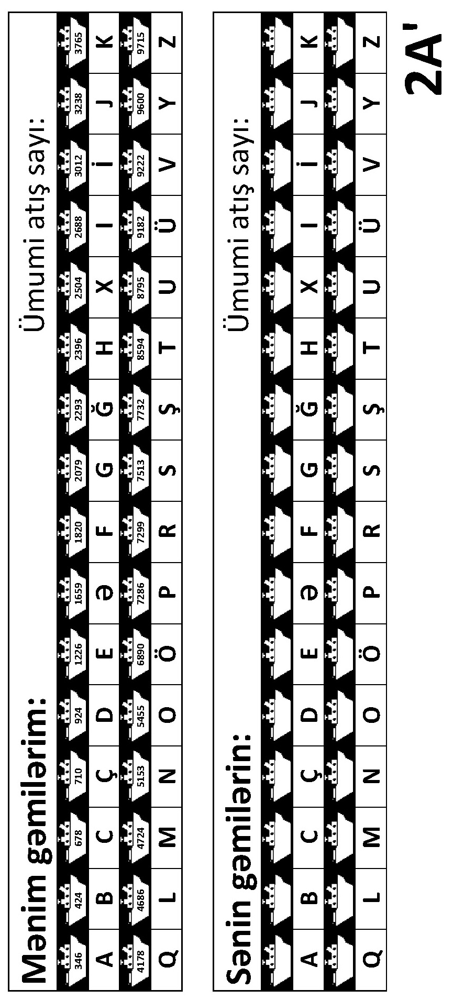 Mənim gəmilərim: Ümumi atış sayı:
346 424 678 710 924 1226 1659 1820 2079 2293 2396 2504 2688 3012 3238 3765
A B C Ç D E Ə F G Ğ H X I İ J K
4178 4686 4724 5153 5455 6890 7286 7299 7513 7732 8594 8795 9182 9222 9600 9715
Q L M N O Ö P R S Ş T U Ü V Y Z
Sənin gəmilərin: Ümumi atış sayı:
A B C Ç D E Ə F G Ğ H X I İ J K
Q L M N O Ö P R S Ş T U Ü V Y Z
2A'